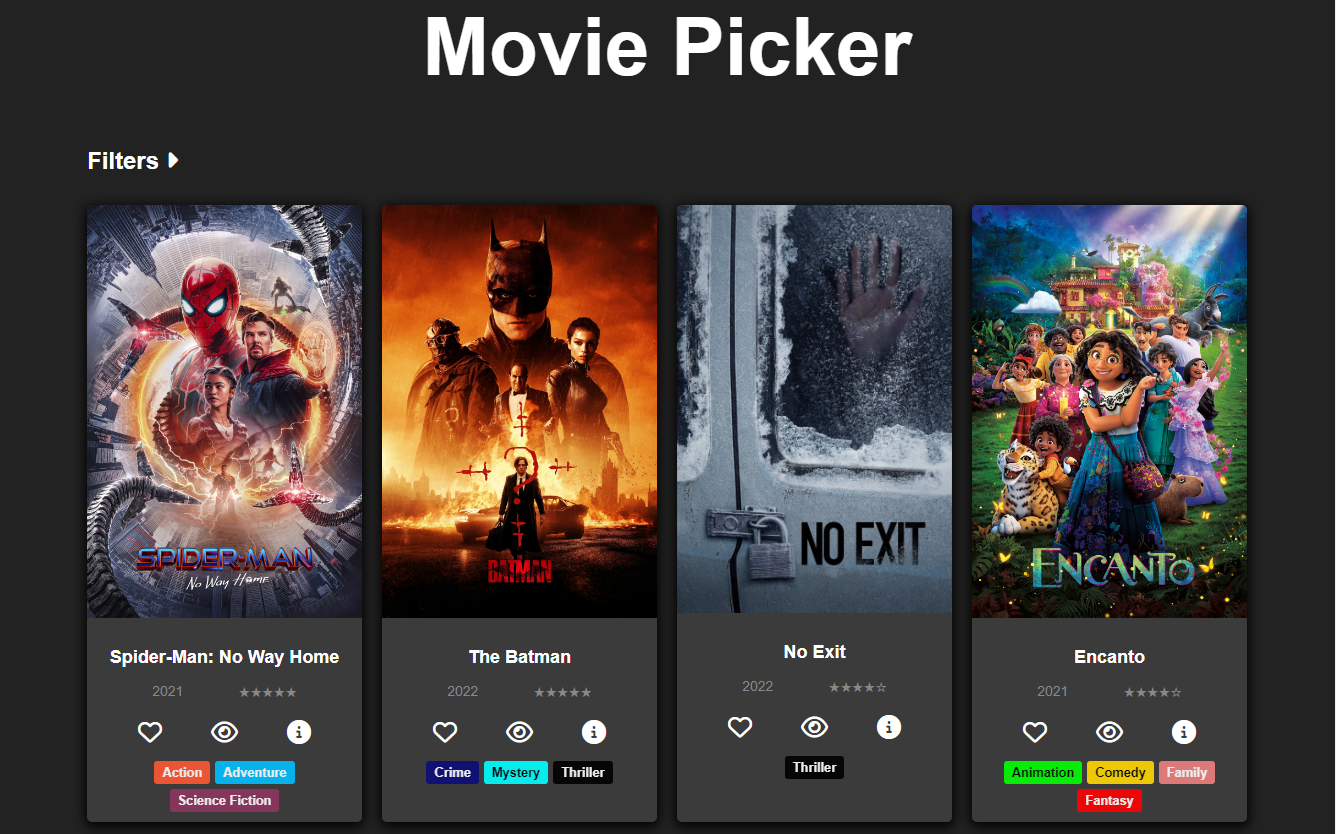 Movie Picker
Filters
SPIDER-MAN
No Way Home
THE BATMAN
NO EXIT
ENCANTO
Spider-Man: No Way Home
2021 ★★★★★
Action Adventure
Science Fiction
The Batman
2022 ★★★★★
Crime Mystery Thriller
No Exit
2022 ★★★★☆
Thriller
Encanto
2021 ★★★★☆
Animation Comedy Family
Fantasy